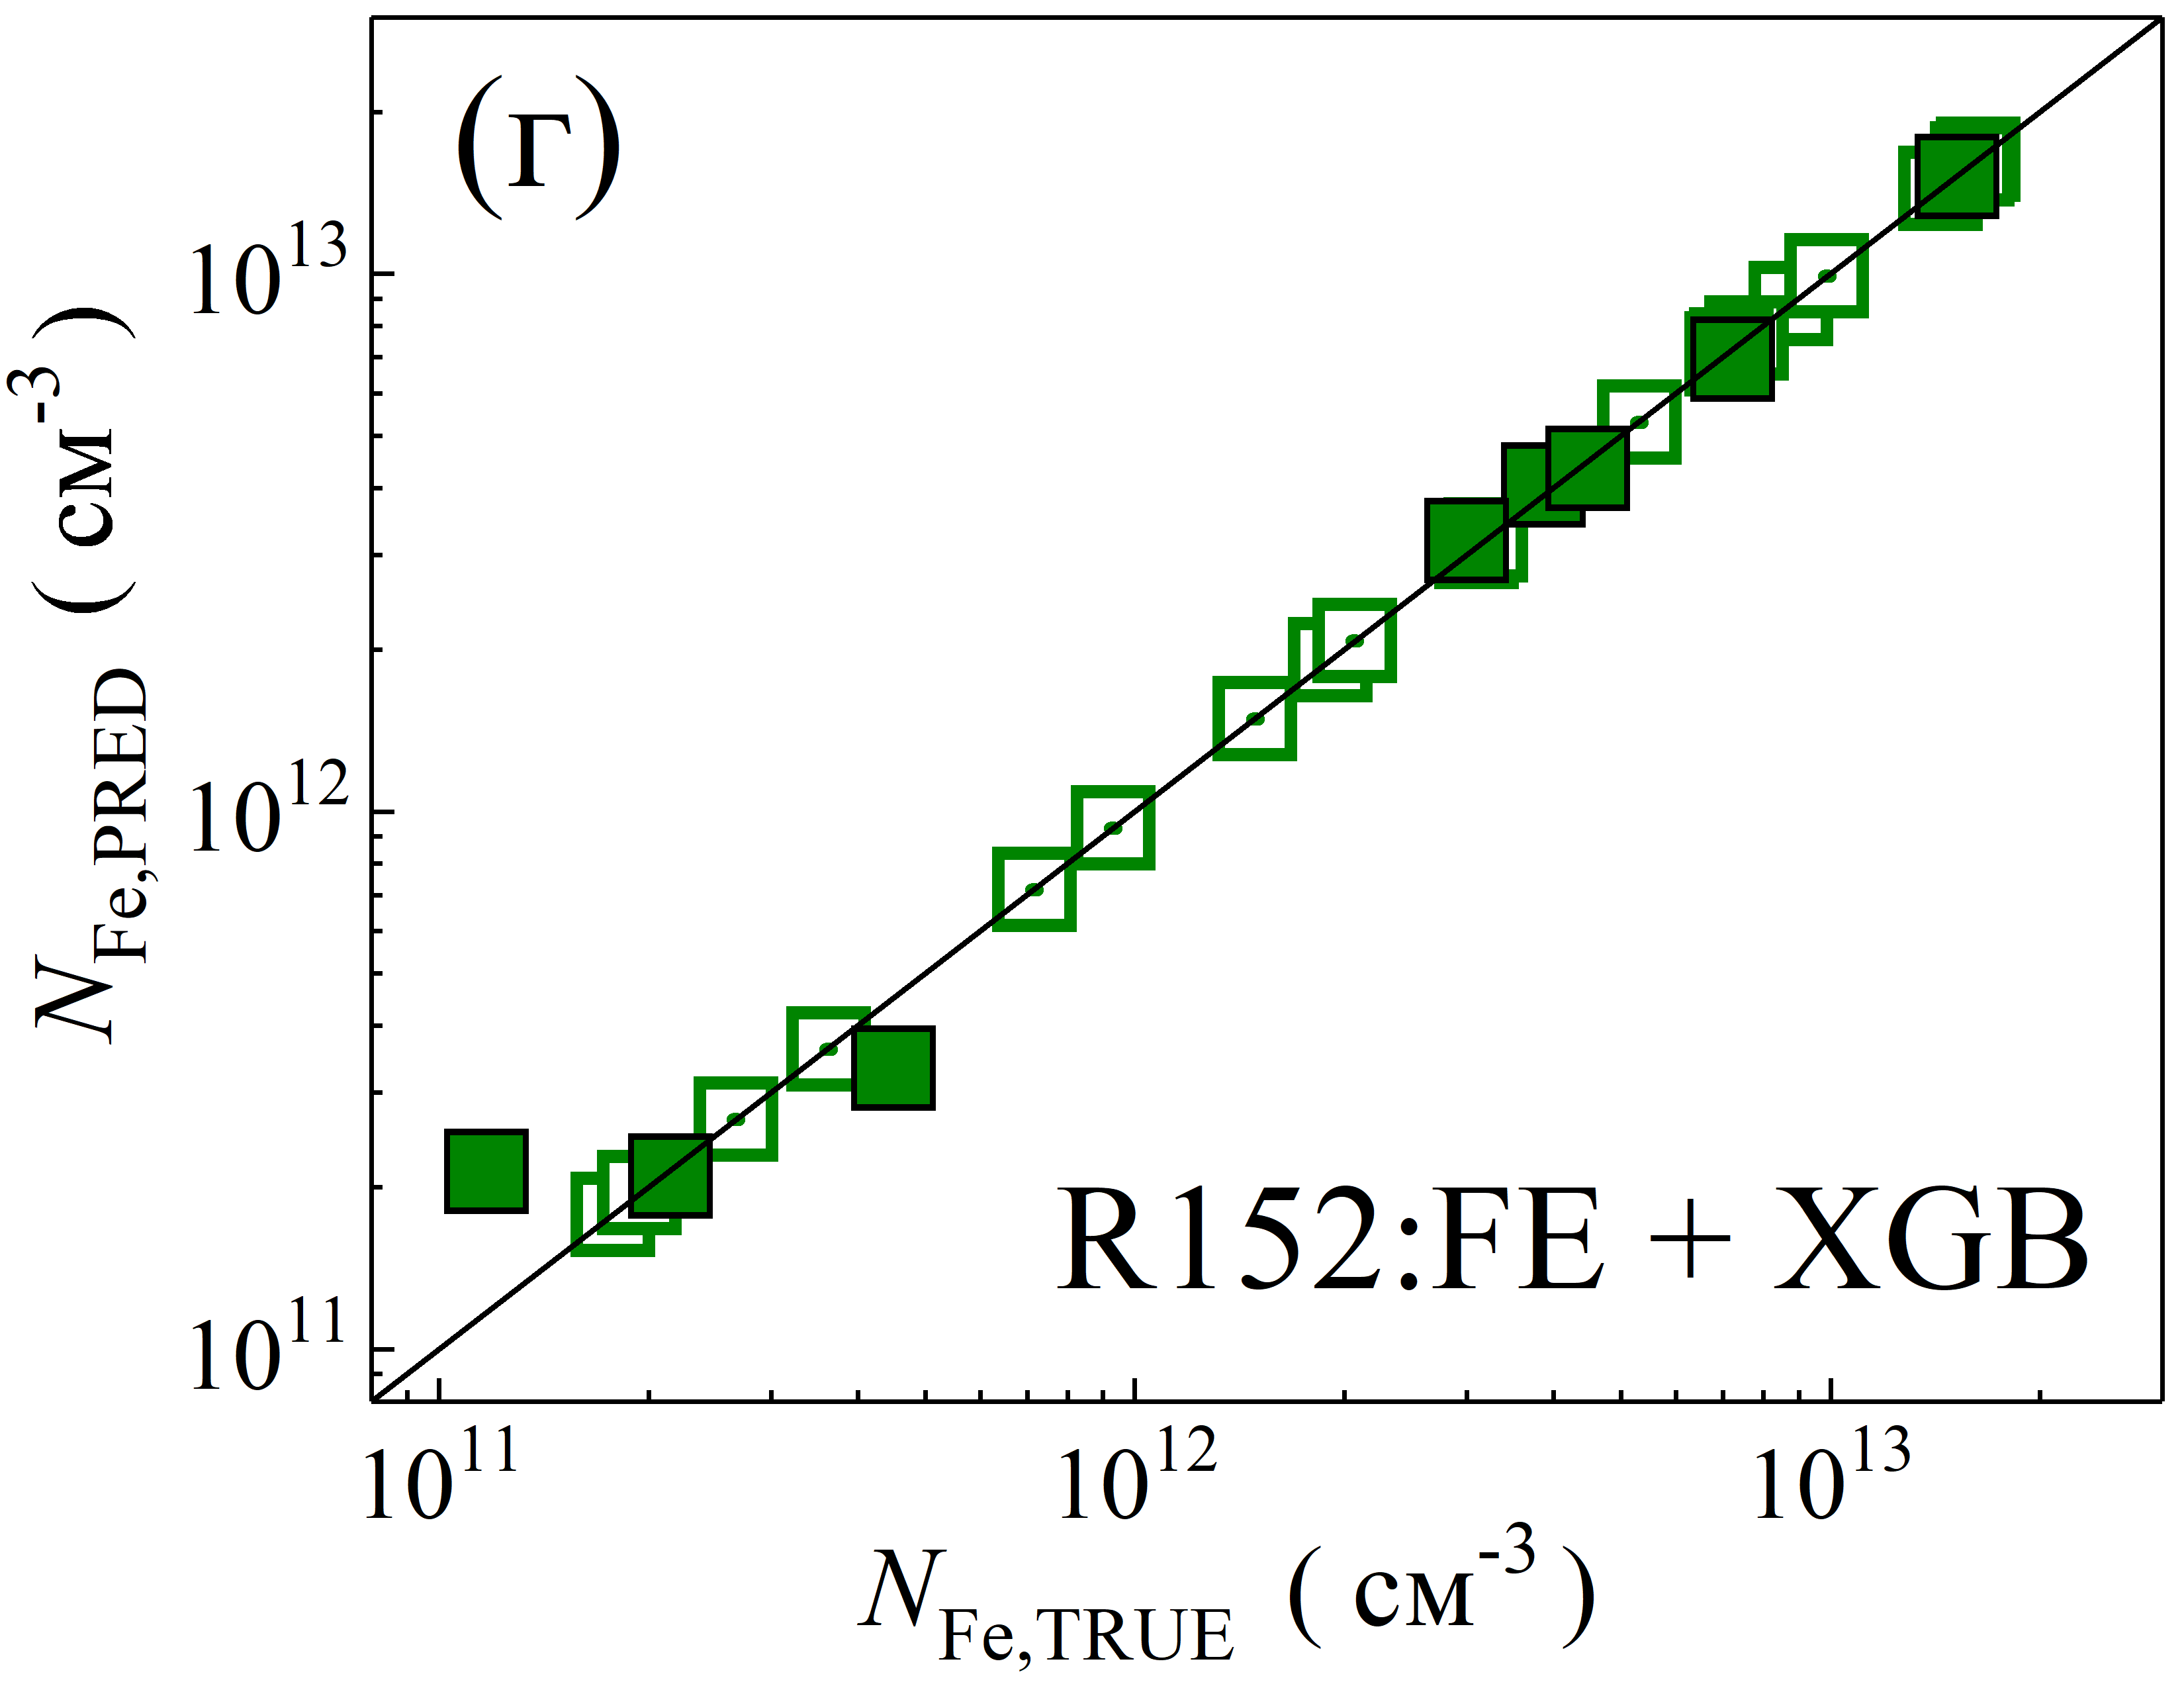 (г)
10^13
10^12
10^11
N_Fe,PRED ( см^-3 )
R152:FE + XGB
10^11 10^12 10^13
N_Fe,TRUE ( см^-3 )